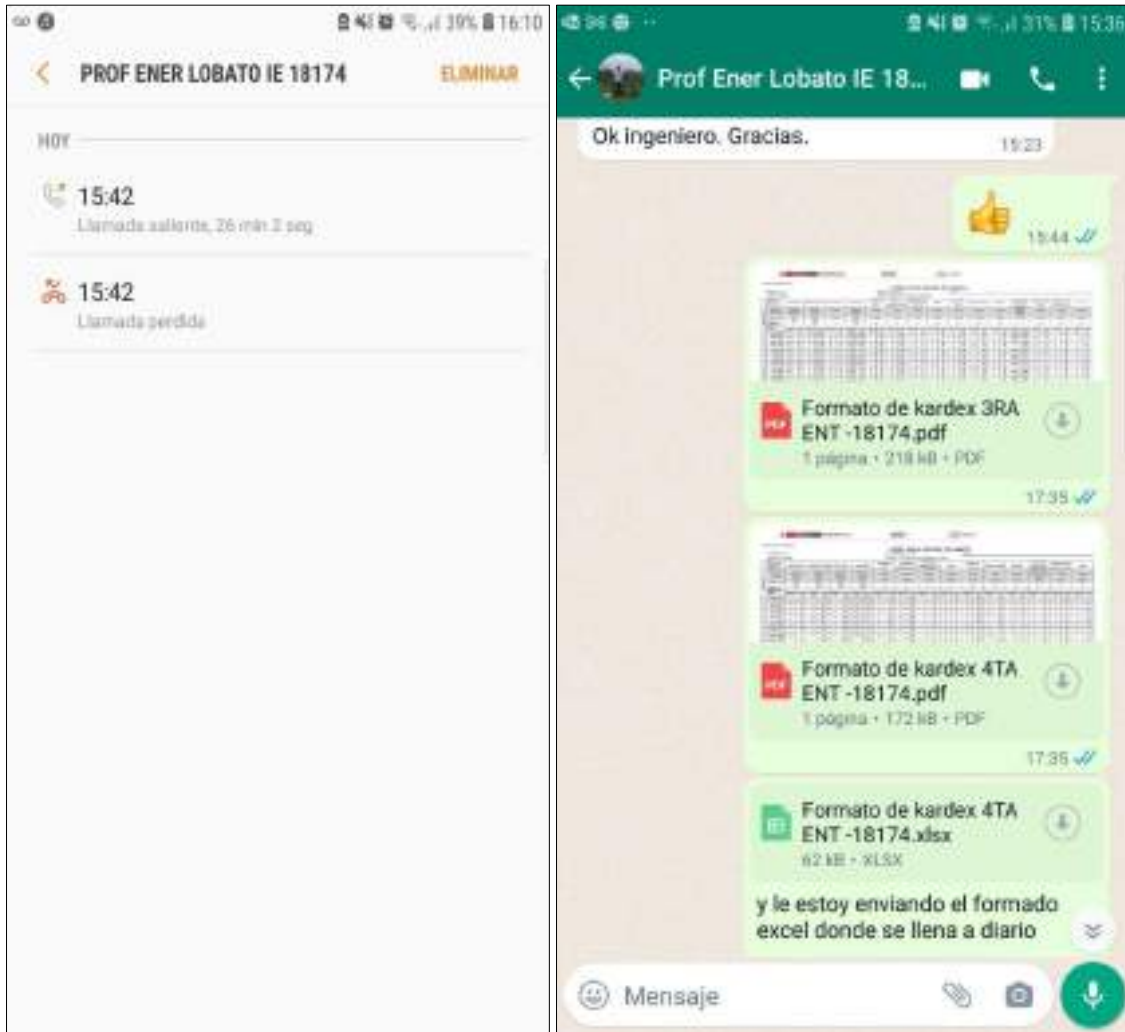 39% 16:10
PROF ENER LOBATO IE 18174
ELIMINAR
HOY
15:42
Llamada saliente, 26 min 2 seg
15:42
Llamada perdida
31% 15:36
Prof Ener Lobato IE 18...
Ok ingeniero. Gracias.
15:23
15:44
Formato de kardex 3RA
ENT -18174.pdf
1 página • 218 kB • PDF
17:35
Formato de kardex 4TA
ENT -18174.pdf
1 página • 172 kB • PDF
17:35
Formato de kardex 4TA
ENT -18174.xlsx
62 kB • XLSX
y le estoy enviando el formado
excel donde se llena a diario
Mensaje